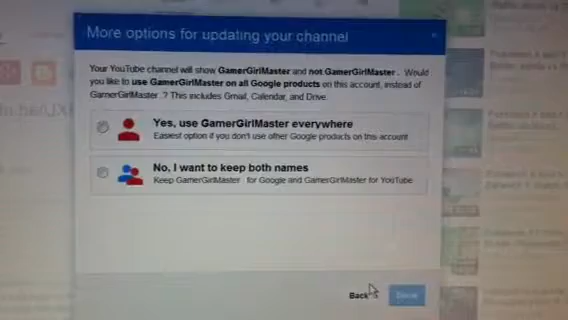 More options for updating your channel
Your YouTube channel will show GamerGirlMaster and not GamerGirlMaster . Would
you like to use GamerGirlMaster on all Google products on this account, instead of
GamerGirlMaster .? This includes Gmail, Calendar, and Drive.
Yes, use GamerGirlMaster everywhere
Easiest option if you don't use other Google products on this account
No, I want to keep both names
Keep GamerGirlMaster . for Google and GamerGirlMaster for YouTube
Back
Done